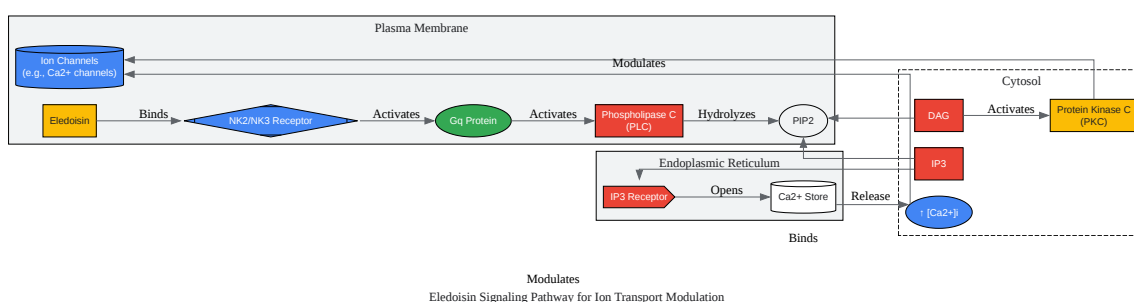 Plasma Membrane
Ion Channels
(e.g., Ca2+ channels)
Modulates
Cytosol
Eledoisin
Binds
NK2/NK3 Receptor
Activates
Gq Protein
Activates
Phospholipase C
(PLC)
Hydrolyzes
PIP2
DAG
Activates
Protein Kinase C
(PKC)
Endoplasmic Reticulum
IP3
IP3 Receptor
Opens
Ca2+ Store
Release
↑ [Ca2+]i
Binds
Modulates
Eledoisin Signaling Pathway for Ion Transport Modulation